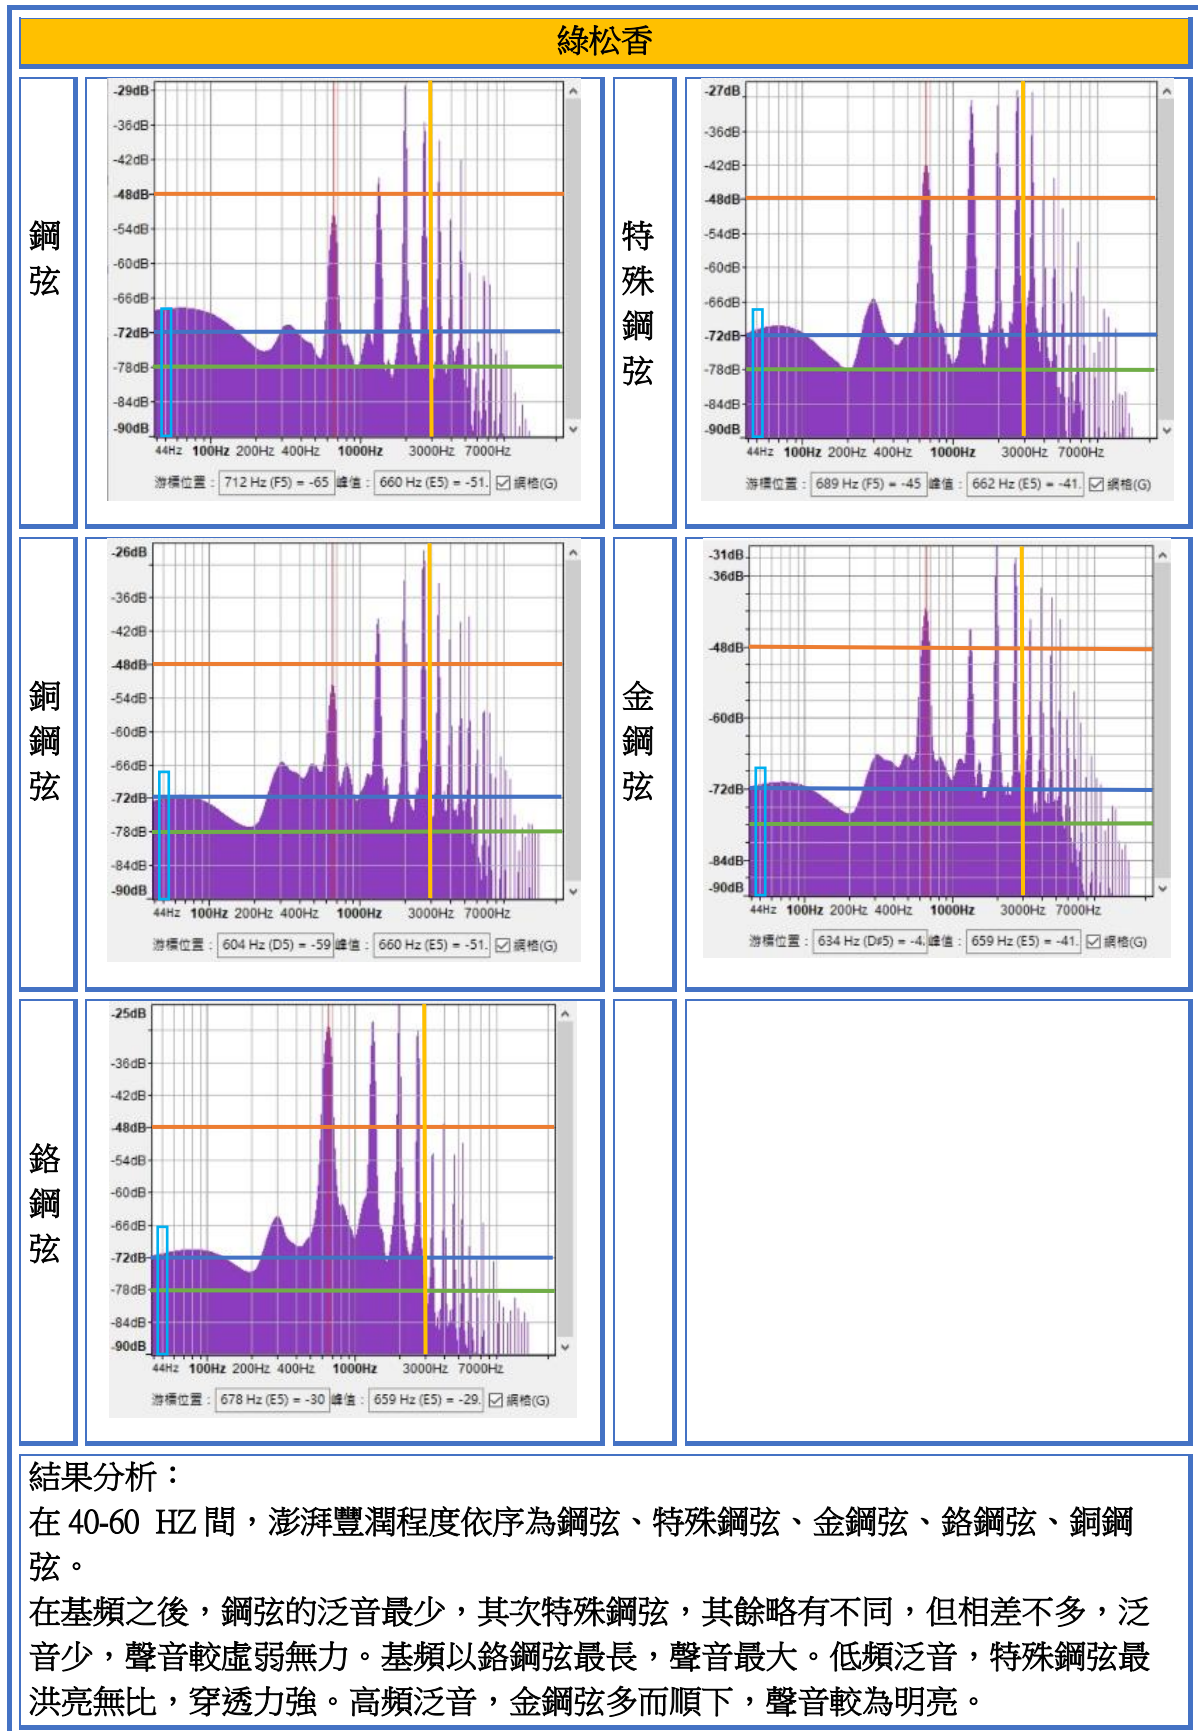 綠松香
鋼弦
-29dB
-36dB
-42dB
-48dB
-54dB
-60dB
-66dB
-72dB
-78dB
-84dB
-90dB
44Hz 100Hz 200Hz 400Hz 1000Hz 3000Hz 7000Hz
游標位置： 712 Hz (F5) = -65 峰值： 660 Hz (E5) = -51. 網格(G)
特殊鋼弦
-27dB
-36dB
-42dB
-48dB
-54dB
-60dB
-66dB
-72dB
-78dB
-84dB
-90dB
44Hz 100Hz 200Hz 400Hz 1000Hz 3000Hz 7000Hz
游標位置： 689 Hz (F5) = -45 峰值： 662 Hz (E5) = -41. 網格(G)
銅鋼弦
-26dB
-36dB
-42dB
-48dB
-54dB
-60dB
-66dB
-72dB
-78dB
-84dB
-90dB
44Hz 100Hz 200Hz 400Hz 1000Hz 3000Hz 7000Hz
游標位置： 604 Hz (D5) = -59 峰值： 660 Hz (E5) = -51. 網格(G)
金鋼弦
-31dB
-36dB
-48dB
-60dB
-72dB
-84dB
-90dB
44Hz 100Hz 200Hz 400Hz 1000Hz 3000Hz 7000Hz
游標位置： 634 Hz (D#5) = -4. 峰值： 659 Hz (E5) = -41. 網格(G)
鉻鋼弦
-25dB
-36dB
-42dB
-48dB
-54dB
-60dB
-66dB
-72dB
-78dB
-84dB
-90dB
44Hz 100Hz 200Hz 400Hz 1000Hz 3000Hz 7000Hz
游標位置： 678 Hz (E5) = -30 峰值： 659 Hz (E5) = -29. 網格(G)
結果分析：
在 40-60 HZ 間，澎湃豐潤程度依序為鋼弦、特殊鋼弦、金鋼弦、鉻鋼弦、銅鋼
弦。
在基頻之後，鋼弦的泛音最少，其次特殊鋼弦，其餘略有不同，但相差不多，泛
音少，聲音較虛弱無力。基頻以鉻鋼弦最長，聲音最大。低頻泛音，特殊鋼弦最
洪亮無比，穿透力強。高頻泛音，金鋼弦多而順下，聲音較為明亮。